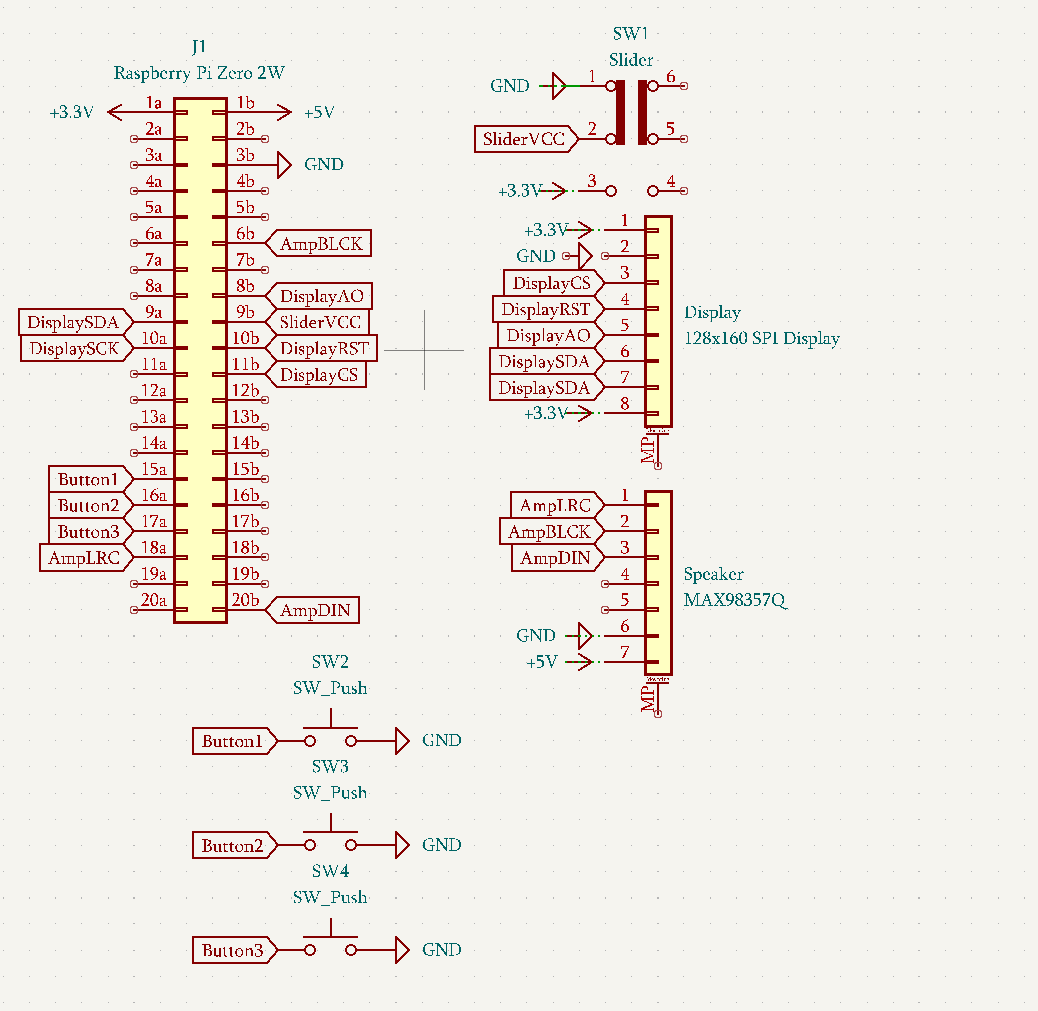 J1
Raspberry Pi Zero 2W
+3.3V 1a 1b +5V
2a 2b
3a 3b GND
4a 4b
5a 5b
6a 6b AmpBLCK
7a 7b
8a 8b DisplayAO
DisplaySDA 9a 9b SliderVCC
DisplaySCK 10a 10b DisplayRST
11a 11b DisplayCS
12a 12b
13a 13b
14a 14b
Button1 15a 15b
Button2 16a 16b
Button3 17a 17b
AmpLRC 18a 18b
19a 19b
20a 20b AmpDIN
SW1
Slider
GND 1 6
SliderVCC 2 5
+3.3V 3 4
+3.3V 1
GND 2
DisplayCS 3
DisplayRST 4
DisplayAO 5
DisplaySDA 6
DisplaySDA 7
+3.3V 8
Display
128x160 SPI Display
MP
AmpLRC 1
AmpBLCK 2
AmpDIN 3
4
5
GND 6
+5V 7
Speaker
MAX98357Q
MP
SW2
SW_Push
Button1 GND
SW3
SW_Push
Button2 GND
SW4
SW_Push
Button3 GND